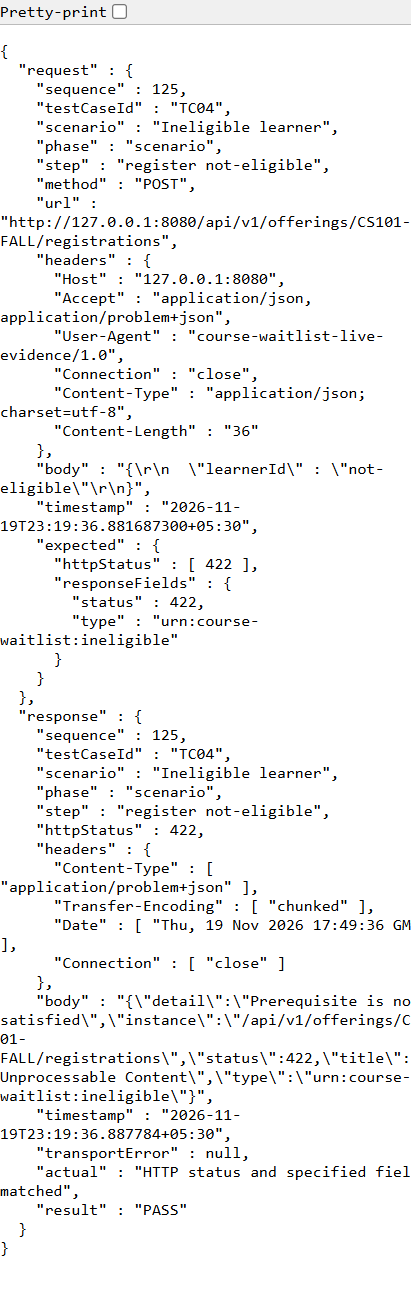 Pretty-print
{
  "request" : {
    "sequence" : 125,
    "testCaseId" : "TC04",
    "scenario" : "Ineligible learner",
    "phase" : "scenario",
    "step" : "register not-eligible",
    "method" : "POST",
    "url" :
"http://127.0.0.1:8080/api/v1/offerings/CS101-
FALL/registrations",
    "headers" : {
      "Host" : "127.0.0.1:8080",
      "Accept" : "application/json,
application/problem+json",
      "User-Agent" : "course-waitlist-live-
evidence/1.0",
      "Connection" : "close",
      "Content-Type" : "application/json;
charset=utf-8",
      "Content-Length" : "36"
    },
    "body" : "{\r\n  \"learnerId\" : \"not-
eligible\"\r\n}",
    "timestamp" : "2026-11-
19T23:19:36.881687300+05:30",
    "expected" : {
      "httpStatus" : [ 422 ],
      "responseFields" : {
        "status" : 422,
        "type" : "urn:course-
waitlist:ineligible"
      }
    }
  },
  "response" : {
    "sequence" : 125,
    "testCaseId" : "TC04",
    "scenario" : "Ineligible learner",
    "phase" : "scenario",
    "step" : "register not-eligible",
    "httpStatus" : 422,
    "headers" : {
      "Content-Type" : [
"application/problem+json" ],
      "Transfer-Encoding" : [ "chunked" ],
      "Date" : [ "Thu, 19 Nov 2026 17:49:36 GM
],
      "Connection" : [ "close" ]
    },
    "body" : "{\"detail\":\"Prerequisite is no
satisfied\",\"instance\":\"/api/v1/offerings/C
01-
FALL/registrations\",\"status\":422,\"title\":
Unprocessable Content\",\"type\":\"urn:course-
waitlist:ineligible\"}",
    "timestamp" : "2026-11-
19T23:19:36.887784+05:30",
    "transportError" : null,
    "actual" : "HTTP status and specified fiel
matched",
    "result" : "PASS"
  }
}